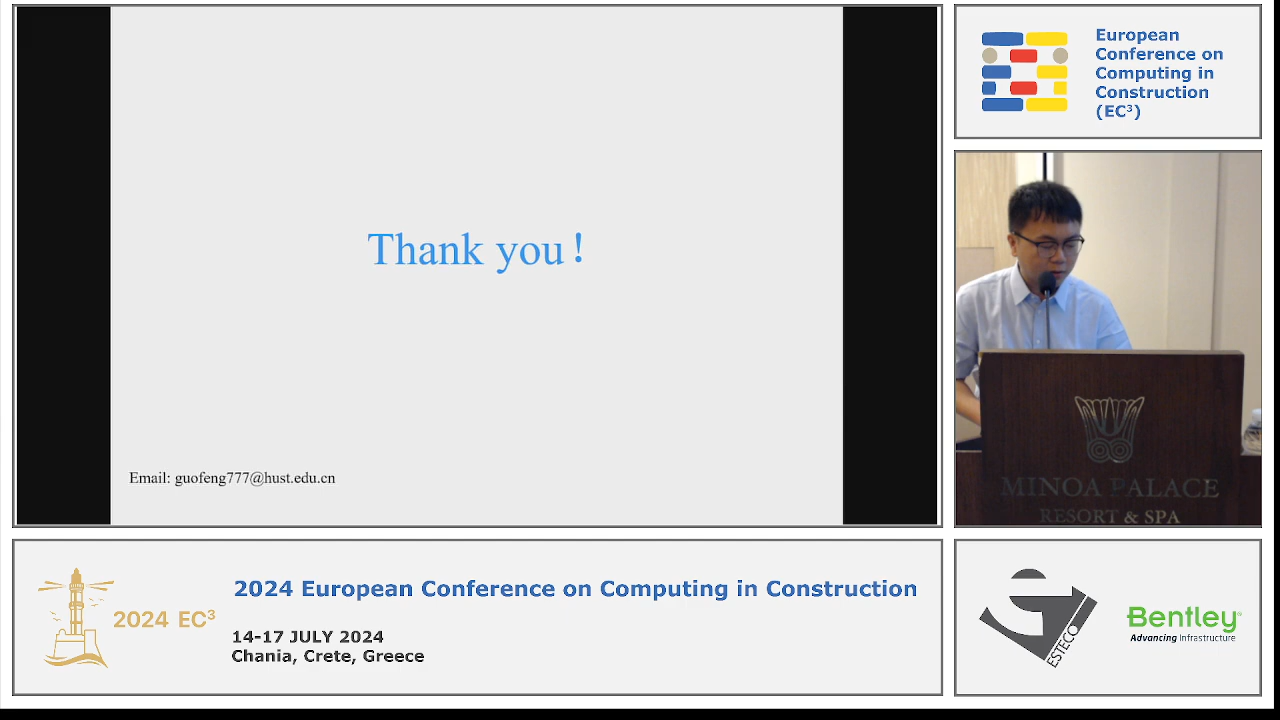 Thank you!
Email: guofeng777@hust.edu.cn
European
Conference on
Computing in
Construction
(EC³)
MINOA PALACE
RESORT & SPA
2024 EC³
2024 European Conference on Computing in Construction
14-17 JULY 2024
Chania, Crete, Greece
ESTECO
Bentley
Advancing Infrastructure